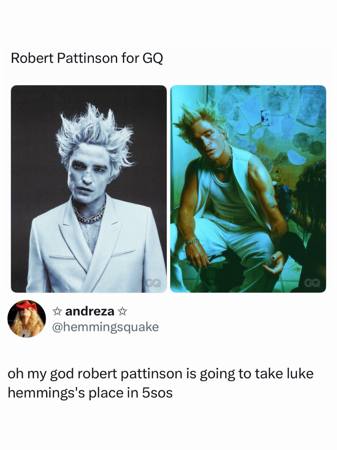 Robert Pattinson for GQ
GQ
GQ
☆ andreza ☆
@hemmingsquake
oh my god robert pattinson is going to take luke
hemmings's place in 5sos